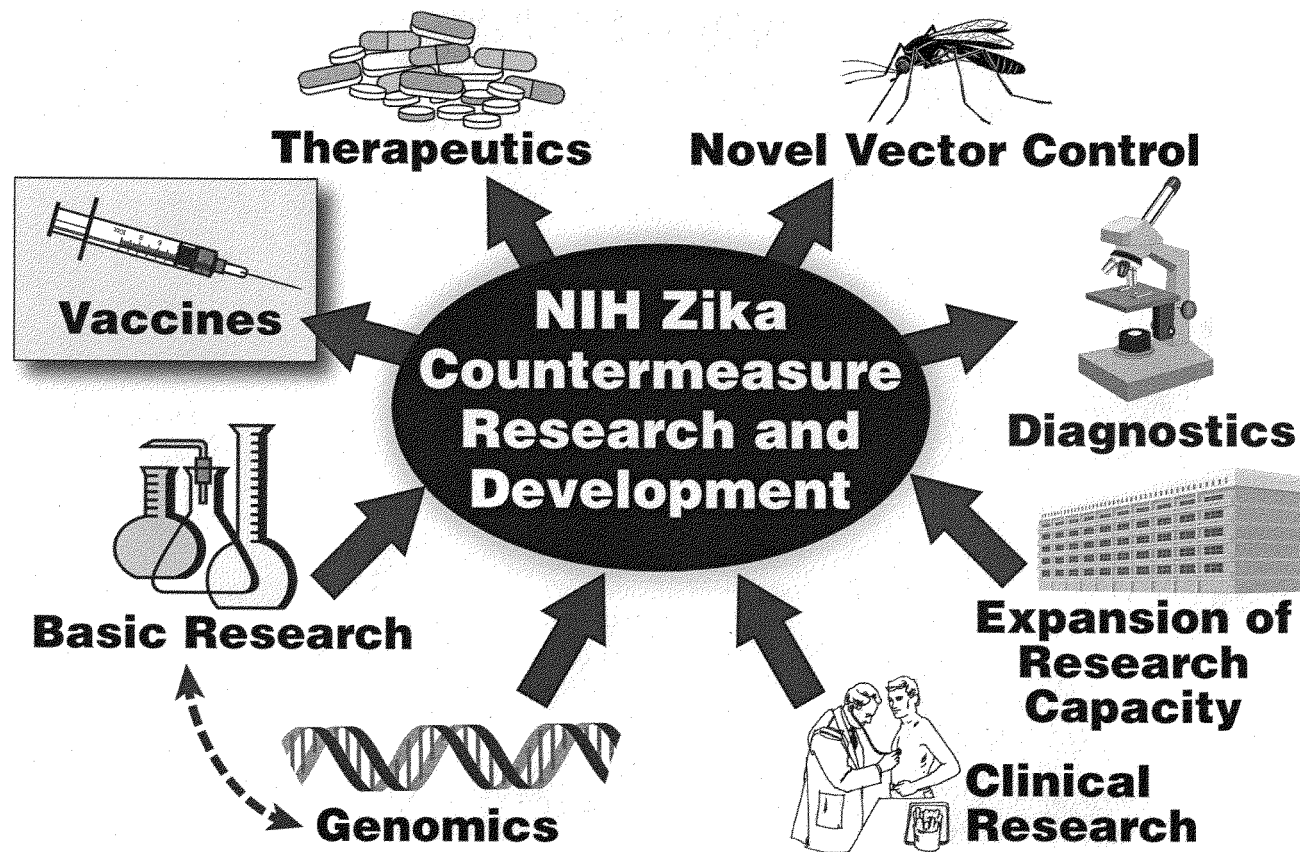 Therapeutics
Novel Vector Control
Vaccines
NIH Zika
Countermeasure
Research and
Development
Diagnostics
Basic Research
Expansion of
Research
Capacity
Genomics
Clinical
Research